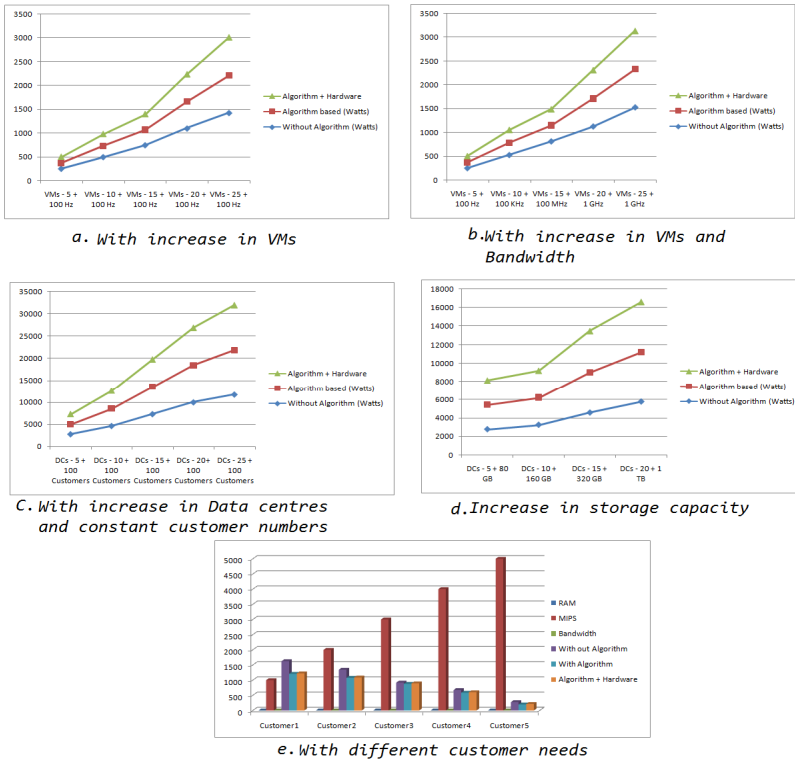 3500
3000
2500
2000
1500
1000
500
0
VMs - 5 + 100 Hz
VMs - 10 + 100 Hz
VMs - 15 + 100 Hz
VMs - 20 + 100 Hz
VMs - 25 + 100 Hz
Algorithm + Hardware
Algorithm based (Watts)
Without Algorithm (Watts)
a. With increase in VMs
3500
3000
2500
2000
1500
1000
500
0
VMs - 5 + 100 Hz
VMs - 10 + 100 KHz
VMs - 15 + 100 MHz
VMs - 20 + 1 GHz
VMs - 25 + 1 GHz
Algorithm + Hardware
Algorithm based (Watts)
Without Algorithm (Watts)
b.With increase in VMs and
Bandwidth
35000
30000
25000
20000
15000
10000
5000
0
DCs - 5 + 100 Customers
DCs - 10 + 100 Customers
DCs - 15 + 100 Customers
DCs - 20+ 100 Customers
DCs - 25 + 100 Customers
Algorithm + Hardware
Algorithm based (Watts)
Without Algorithm (Watts)
C. With increase in Data centres
and constant customer numbers
18000
16000
14000
12000
10000
8000
6000
4000
2000
0
DCs - 5 + 80 GB
DCs - 10 + 160 GB
DCs - 15 + 320 GB
DCs - 20 + 1 TB
Algorithm + Hardware
Algorithm based (Watts)
Without Algorithm (Watts)
d.Increase in storage capacity
5000
4500
4000
3500
3000
2500
2000
1500
1000
500
0
Customer1
Customer2
Customer3
Customer4
Customer5
RAM
MIPS
Bandwidth
Without Algorithm
With Algorithm
Algorithm + Hardware
e.With different customer needs